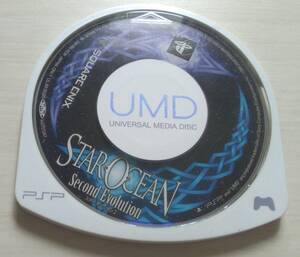 SQUARE ENIX
UMD
UNIVERSAL MEDIA DISC
STAR OCEAN
Second Evolution
PSP